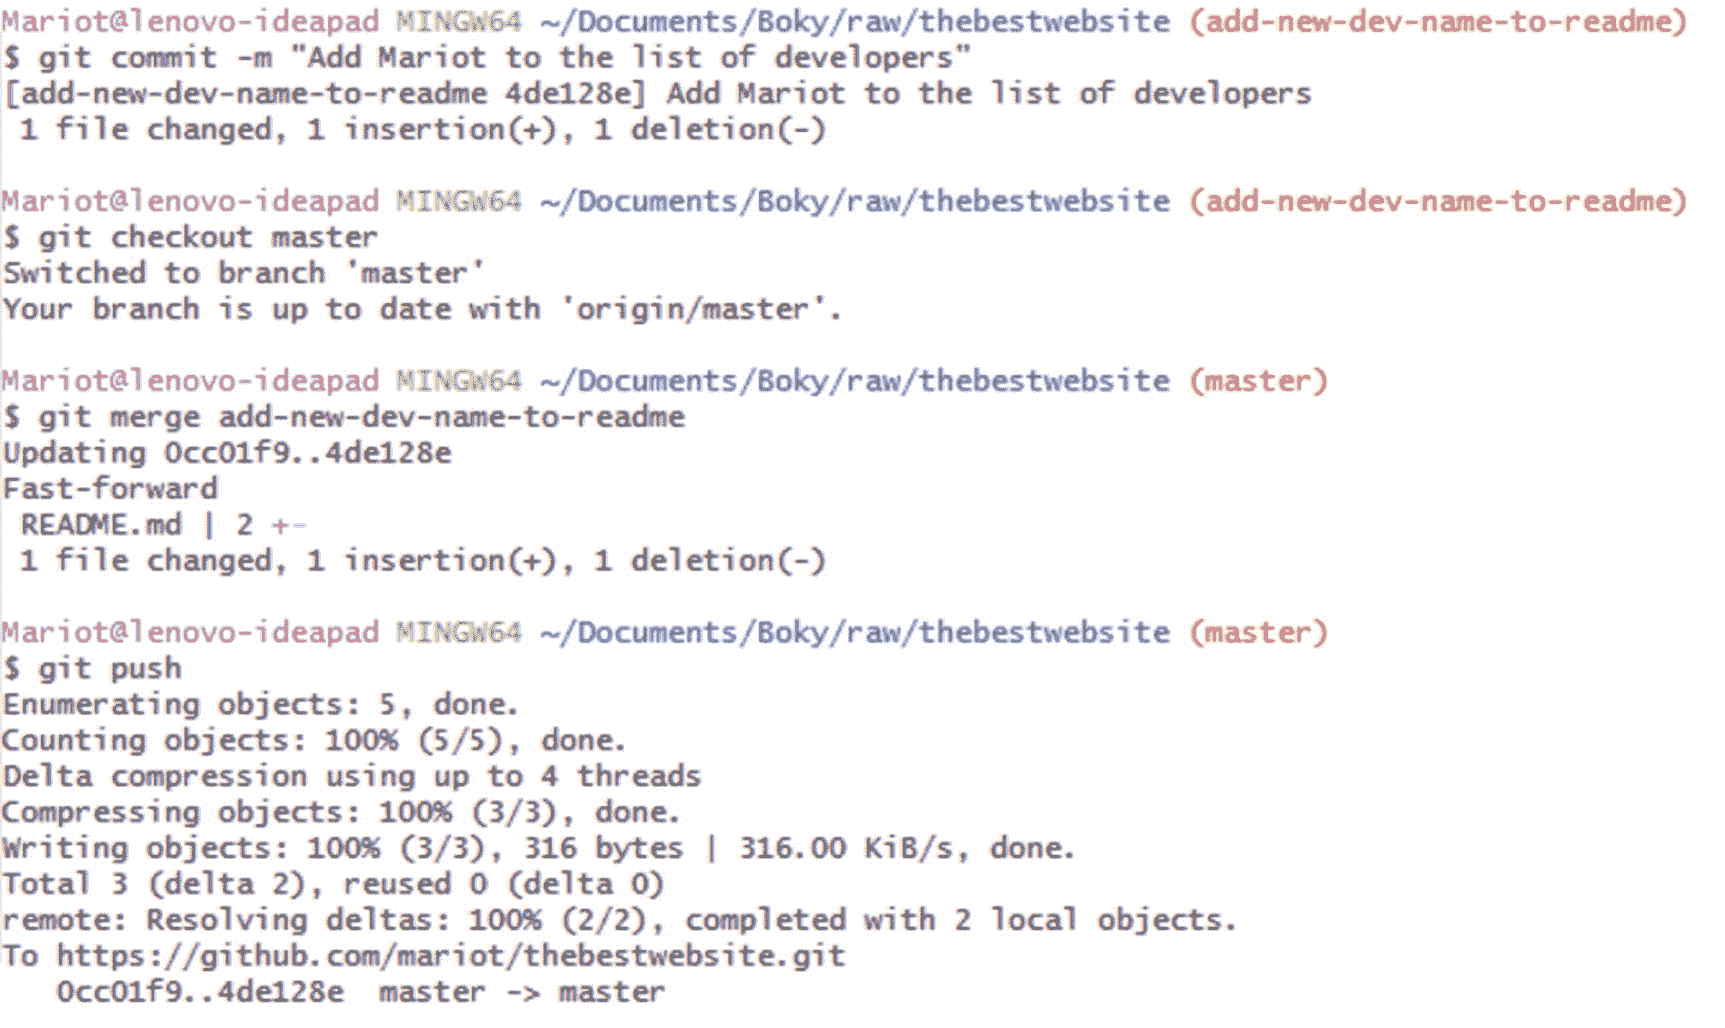 Mariot@lenovo-ideapad MINGW64 ~/Documents/Boky/raw/thebestwebsite (add-new-dev-name-to-readme)
$ git commit -m "Add Mariot to the list of developers"
[add-new-dev-name-to-readme 4de128e] Add Mariot to the list of developers
 1 file changed, 1 insertion(+), 1 deletion(-)

Mariot@lenovo-ideapad MINGW64 ~/Documents/Boky/raw/thebestwebsite (add-new-dev-name-to-readme)
$ git checkout master
Switched to branch 'master'
Your branch is up to date with 'origin/master'.

Mariot@lenovo-ideapad MINGW64 ~/Documents/Boky/raw/thebestwebsite (master)
$ git merge add-new-dev-name-to-readme
Updating 0cc01f9..4de128e
Fast-forward
 README.md | 2 +-
 1 file changed, 1 insertion(+), 1 deletion(-)

Mariot@lenovo-ideapad MINGW64 ~/Documents/Boky/raw/thebestwebsite (master)
$ git push
Enumerating objects: 5, done.
Counting objects: 100% (5/5), done.
Delta compression using up to 4 threads
Compressing objects: 100% (3/3), done.
Writing objects: 100% (3/3), 316 bytes | 316.00 KiB/s, done.
Total 3 (delta 2), reused 0 (delta 0)
remote: Resolving deltas: 100% (2/2), completed with 2 local objects.
To https://github.com/mariot/thebestwebsite.git
   0cc01f9..4de128e  master -> master